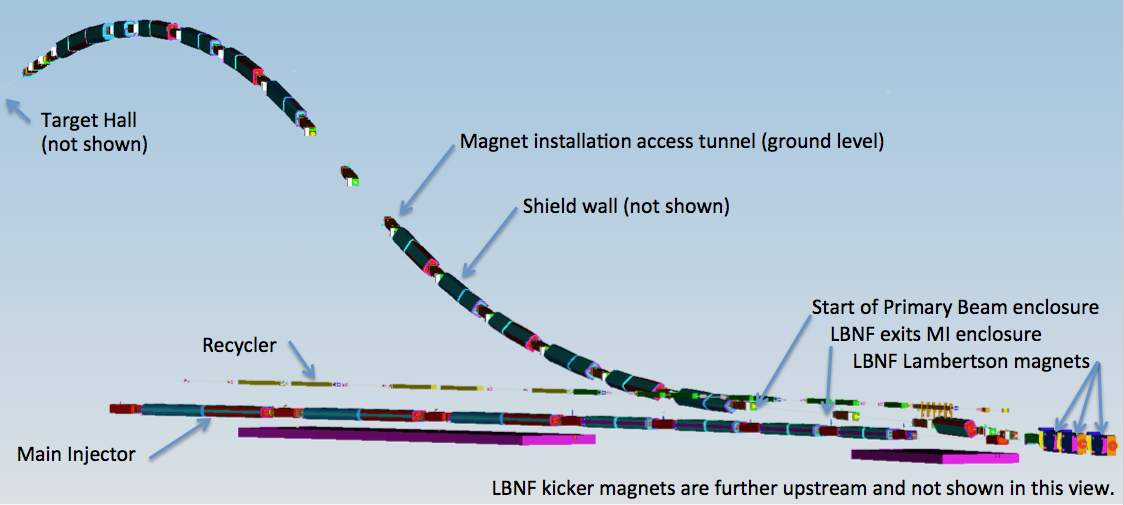 Target Hall
(not shown)
Magnet installation access tunnel (ground level)
Shield wall (not shown)
Start of Primary Beam enclosure
LBNF exits MI enclosure
LBNF Lambertson magnets
Recycler
Main Injector
LBNF kicker magnets are further upstream and not shown in this view.